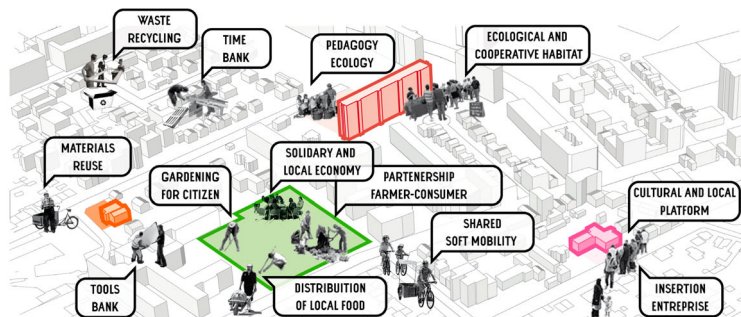 WASTE
RECYCLING
TIME
BANK
PEDAGOGY
ECOLOGY
ECOLOGICAL AND
COOPERATIVE HABITAT
MATERIALS
REUSE
GARDENING
FOR CITIZEN
SOLIDARY AND
LOCAL ECONOMY
PARTENERSHIP
FARMER-CONSUMER
SHARED
SOFT MOBILITY
CULTURAL AND LOCAL
PLATFORM
TOOLS
BANK
DISTRIBUITION
OF LOCAL FOOD
INSERTION
ENTREPRISE